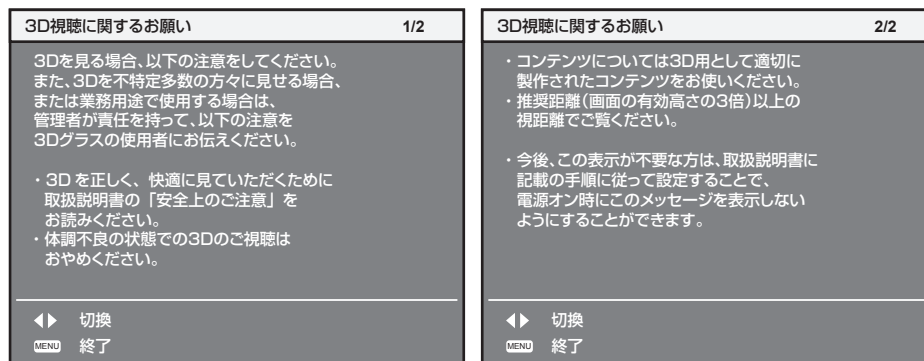 3D視聴に関するお願い 1/2
3Dを見る場合、以下の注意をしてください。
また、3Dを不特定多数の方々に見せる場合、
または業務用途で使用する場合は、
管理者が責任を持って、以下の注意を
3Dグラスの使用者にお伝えください。
・3D を正しく、快適に見ていただくために
取扱説明書の「安全上のご注意」を
お読みください。
・体調不良の状態での3Dのご視聴は
おやめください。
切換
MENU 終了
3D視聴に関するお願い 2/2
・コンテンツについては3D用として適切に
製作されたコンテンツをお使いください。
・推奨距離(画面の有効高さの3倍)以上の
視距離でご覧ください。
・今後、この表示が不要な方は、取扱説明書に
記載の手順に従って設定することで、
電源オン時にこのメッセージを表示しない
ようにすることができます。
切換
MENU 終了